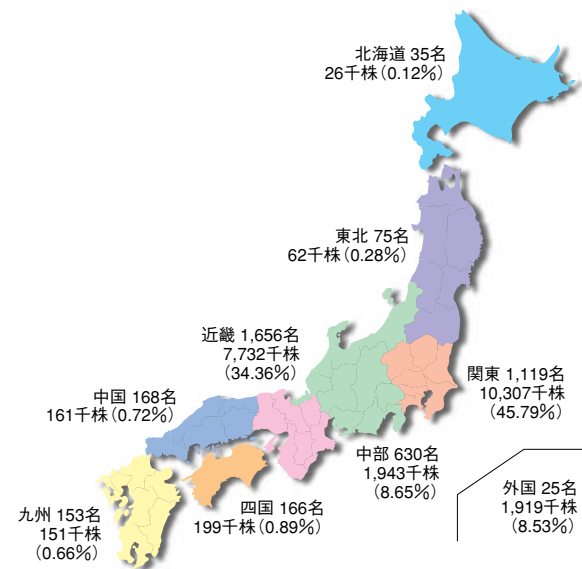 北海道 35名
26千株(0.12%)
東北 75名
62千株(0.28%)
近畿 1,656名
7,732千株
(34.36%)
関東 1,119名
10,307千株
(45.79%)
中国 168名
161千株(0.72%)
中部 630名
1,943千株
(8.65%)
外国 25名
1,919千株
(8.53%)
四国 166名
199千株(0.89%)
九州 153名
151千株
(0.66%)